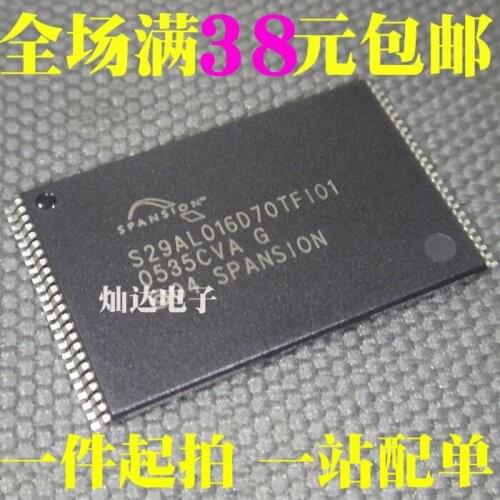 全场满38元包邮
SPANSION
S29AL016D70TFI01
0535CVA G
04 SPANSION
灿达电子
一件起拍 一站配单